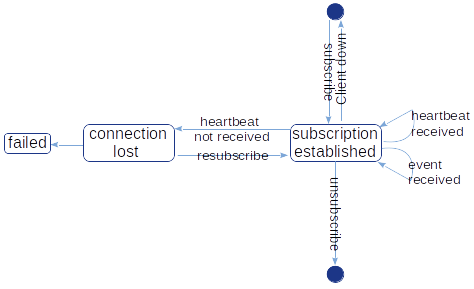 subscribe
Client down
heartbeat
not received
connection
lost
resubscribe
failed
subscription
established
heartbeat
received
event
received
unsubscribe